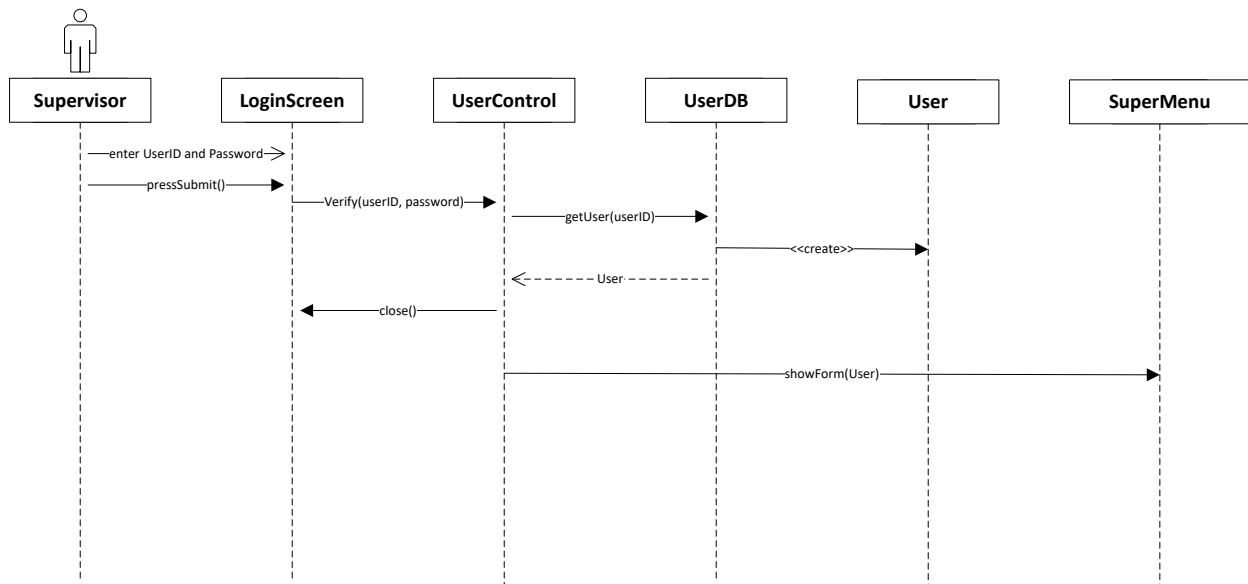 Supervisor
LoginScreen
UserControl
UserDB
User
SuperMenu
enter UserID and Password
pressSubmit()
Verify(userID, password)
getUser(userID)
<<create>>
User
close()
showForm(User)